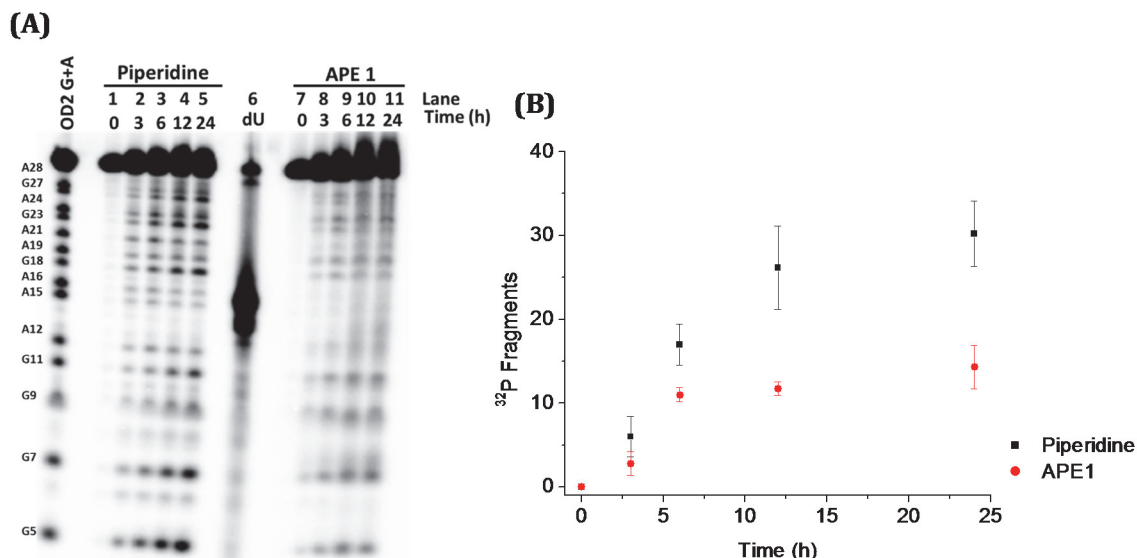 (A)
OD2 G+A
Piperidine
APE 1
1 2 3 4 5 6 7 8 9 10 11 Lane
0 3 6 12 24 dU 0 3 6 12 24 Time (h)
A28
G27
A24
G23
A21
A19
G18
A16
A15
A12
G11
G9
G7
G5
(B)
40
30
20
10
0
³²P Fragments
0 5 10 15 20 25
Time (h)
Piperidine
APE1